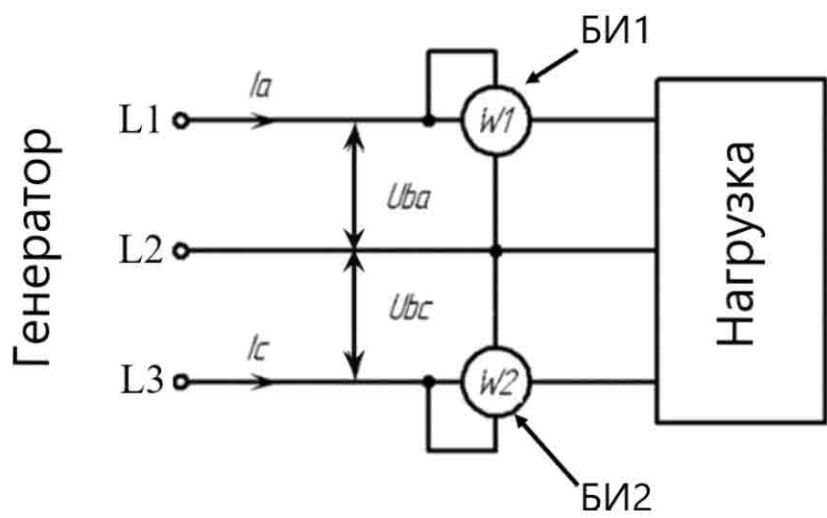 БИ1
Ia
L1
W1
Uba
L2
Ubc
Ic
L3
W2
БИ2
Генератор
Нагрузка